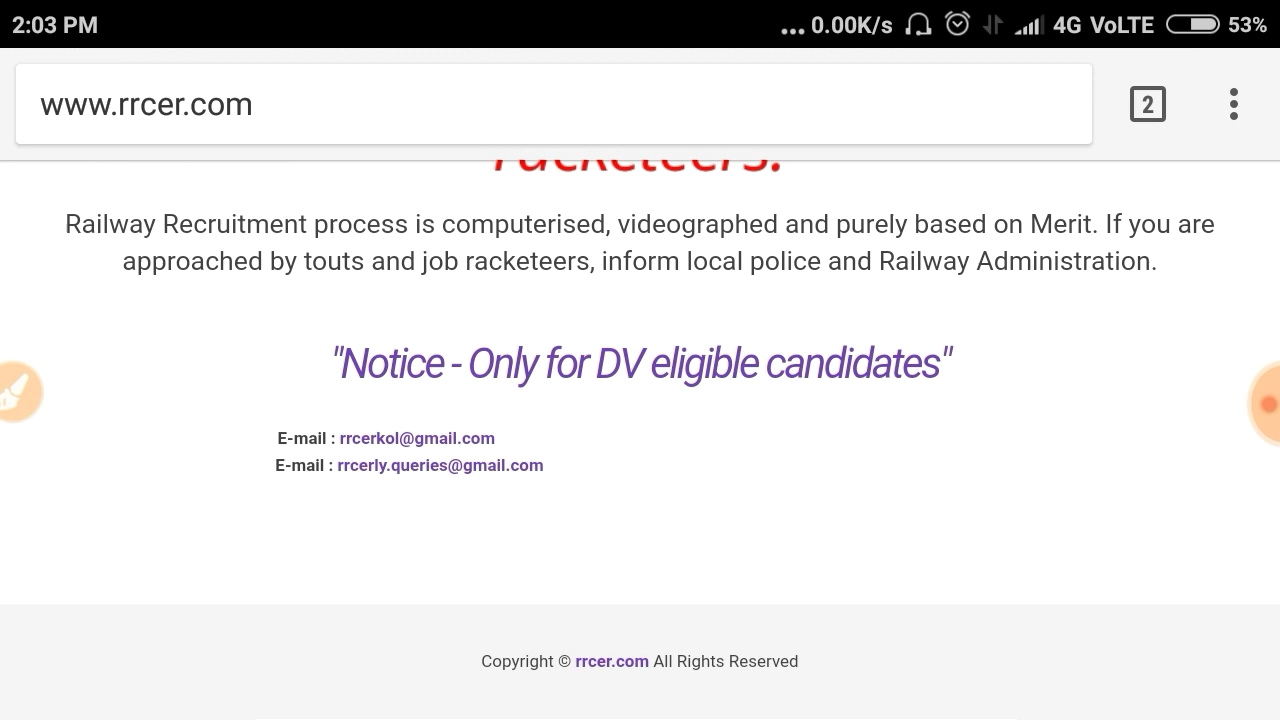 2:03 PM
... 0.00K/s 4G VoLTE 53%
www.rrcer.com
2
racketeers.
Railway Recruitment process is computerised, videographed and purely based on Merit. If you are
approached by touts and job racketeers, inform local police and Railway Administration.
"Notice - Only for DV eligible candidates"
E-mail : rrcerkol@gmail.com
E-mail : rrcerly.queries@gmail.com
Copyright © rrcer.com All Rights Reserved